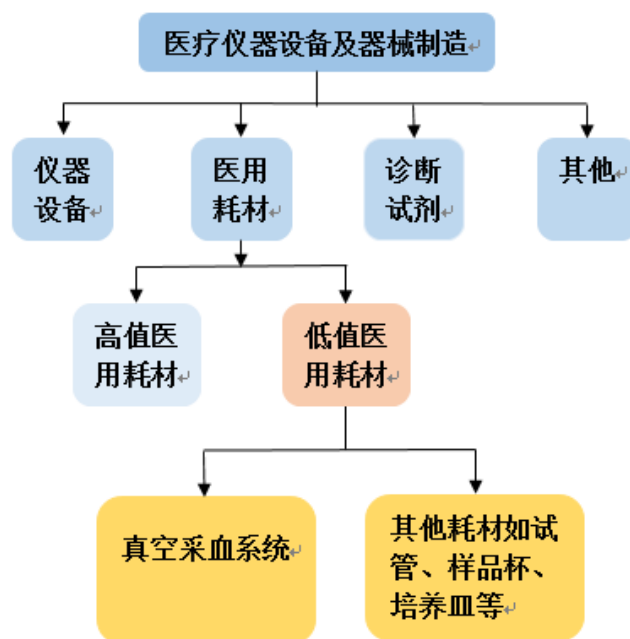 医疗仪器设备及器械制造
仪器
设备
医用
耗材
诊断
试剂
其他
高值医
用耗材
低值医
用耗材
真空采血系统
其他耗材如试
管、样品杯、
培养皿等